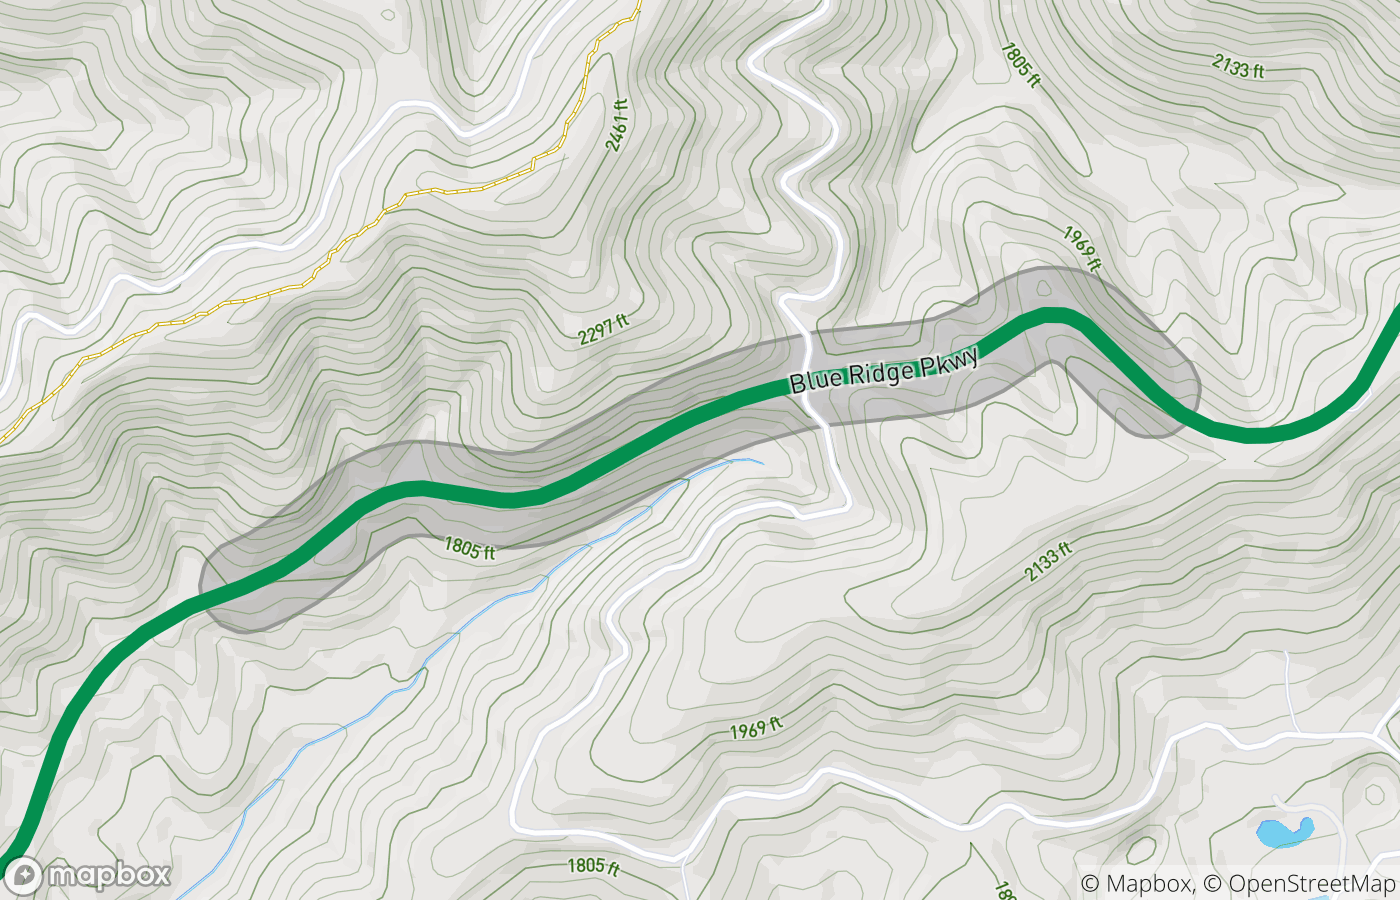 1805 ft
2133 ft
2461 ft
1969 ft
2297 ft
Blue Ridge Pkwy
1805 ft
2133 ft
1969 ft
1805 ft
mapbox
© Mapbox, © OpenStreetMap